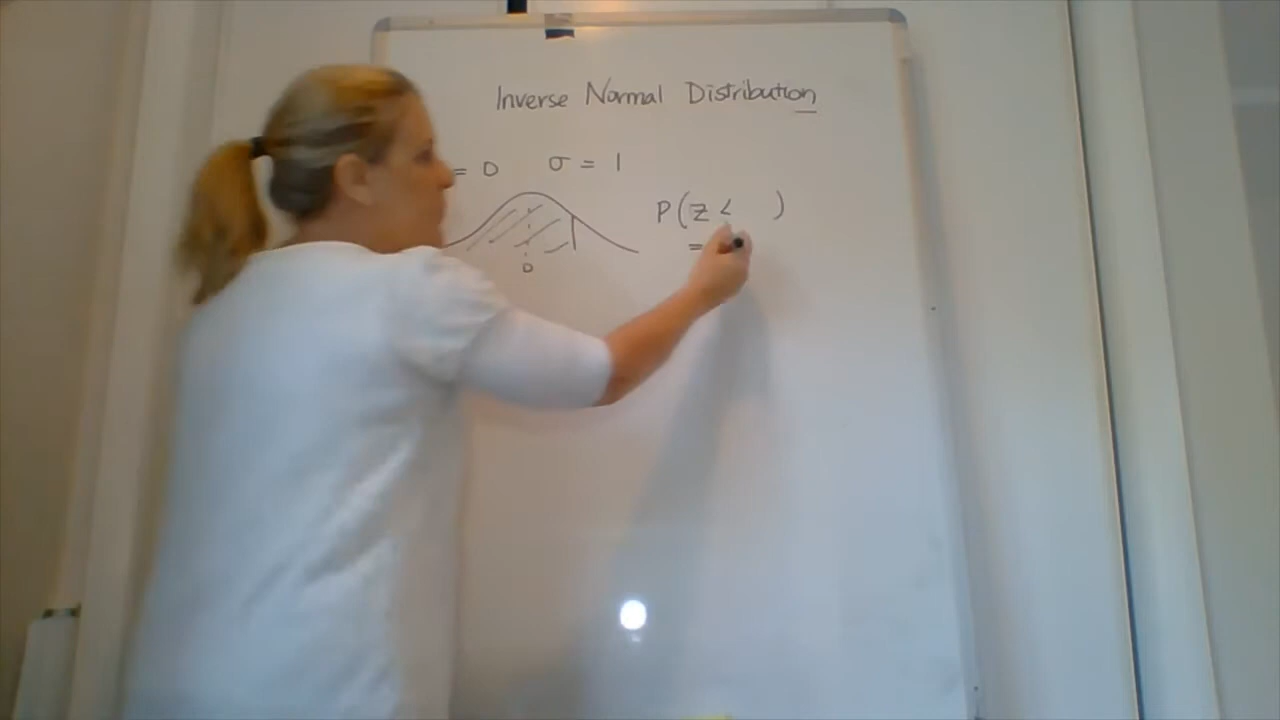 Inverse Normal Distribution
= 0 σ = 1
P(Z < )
=
0